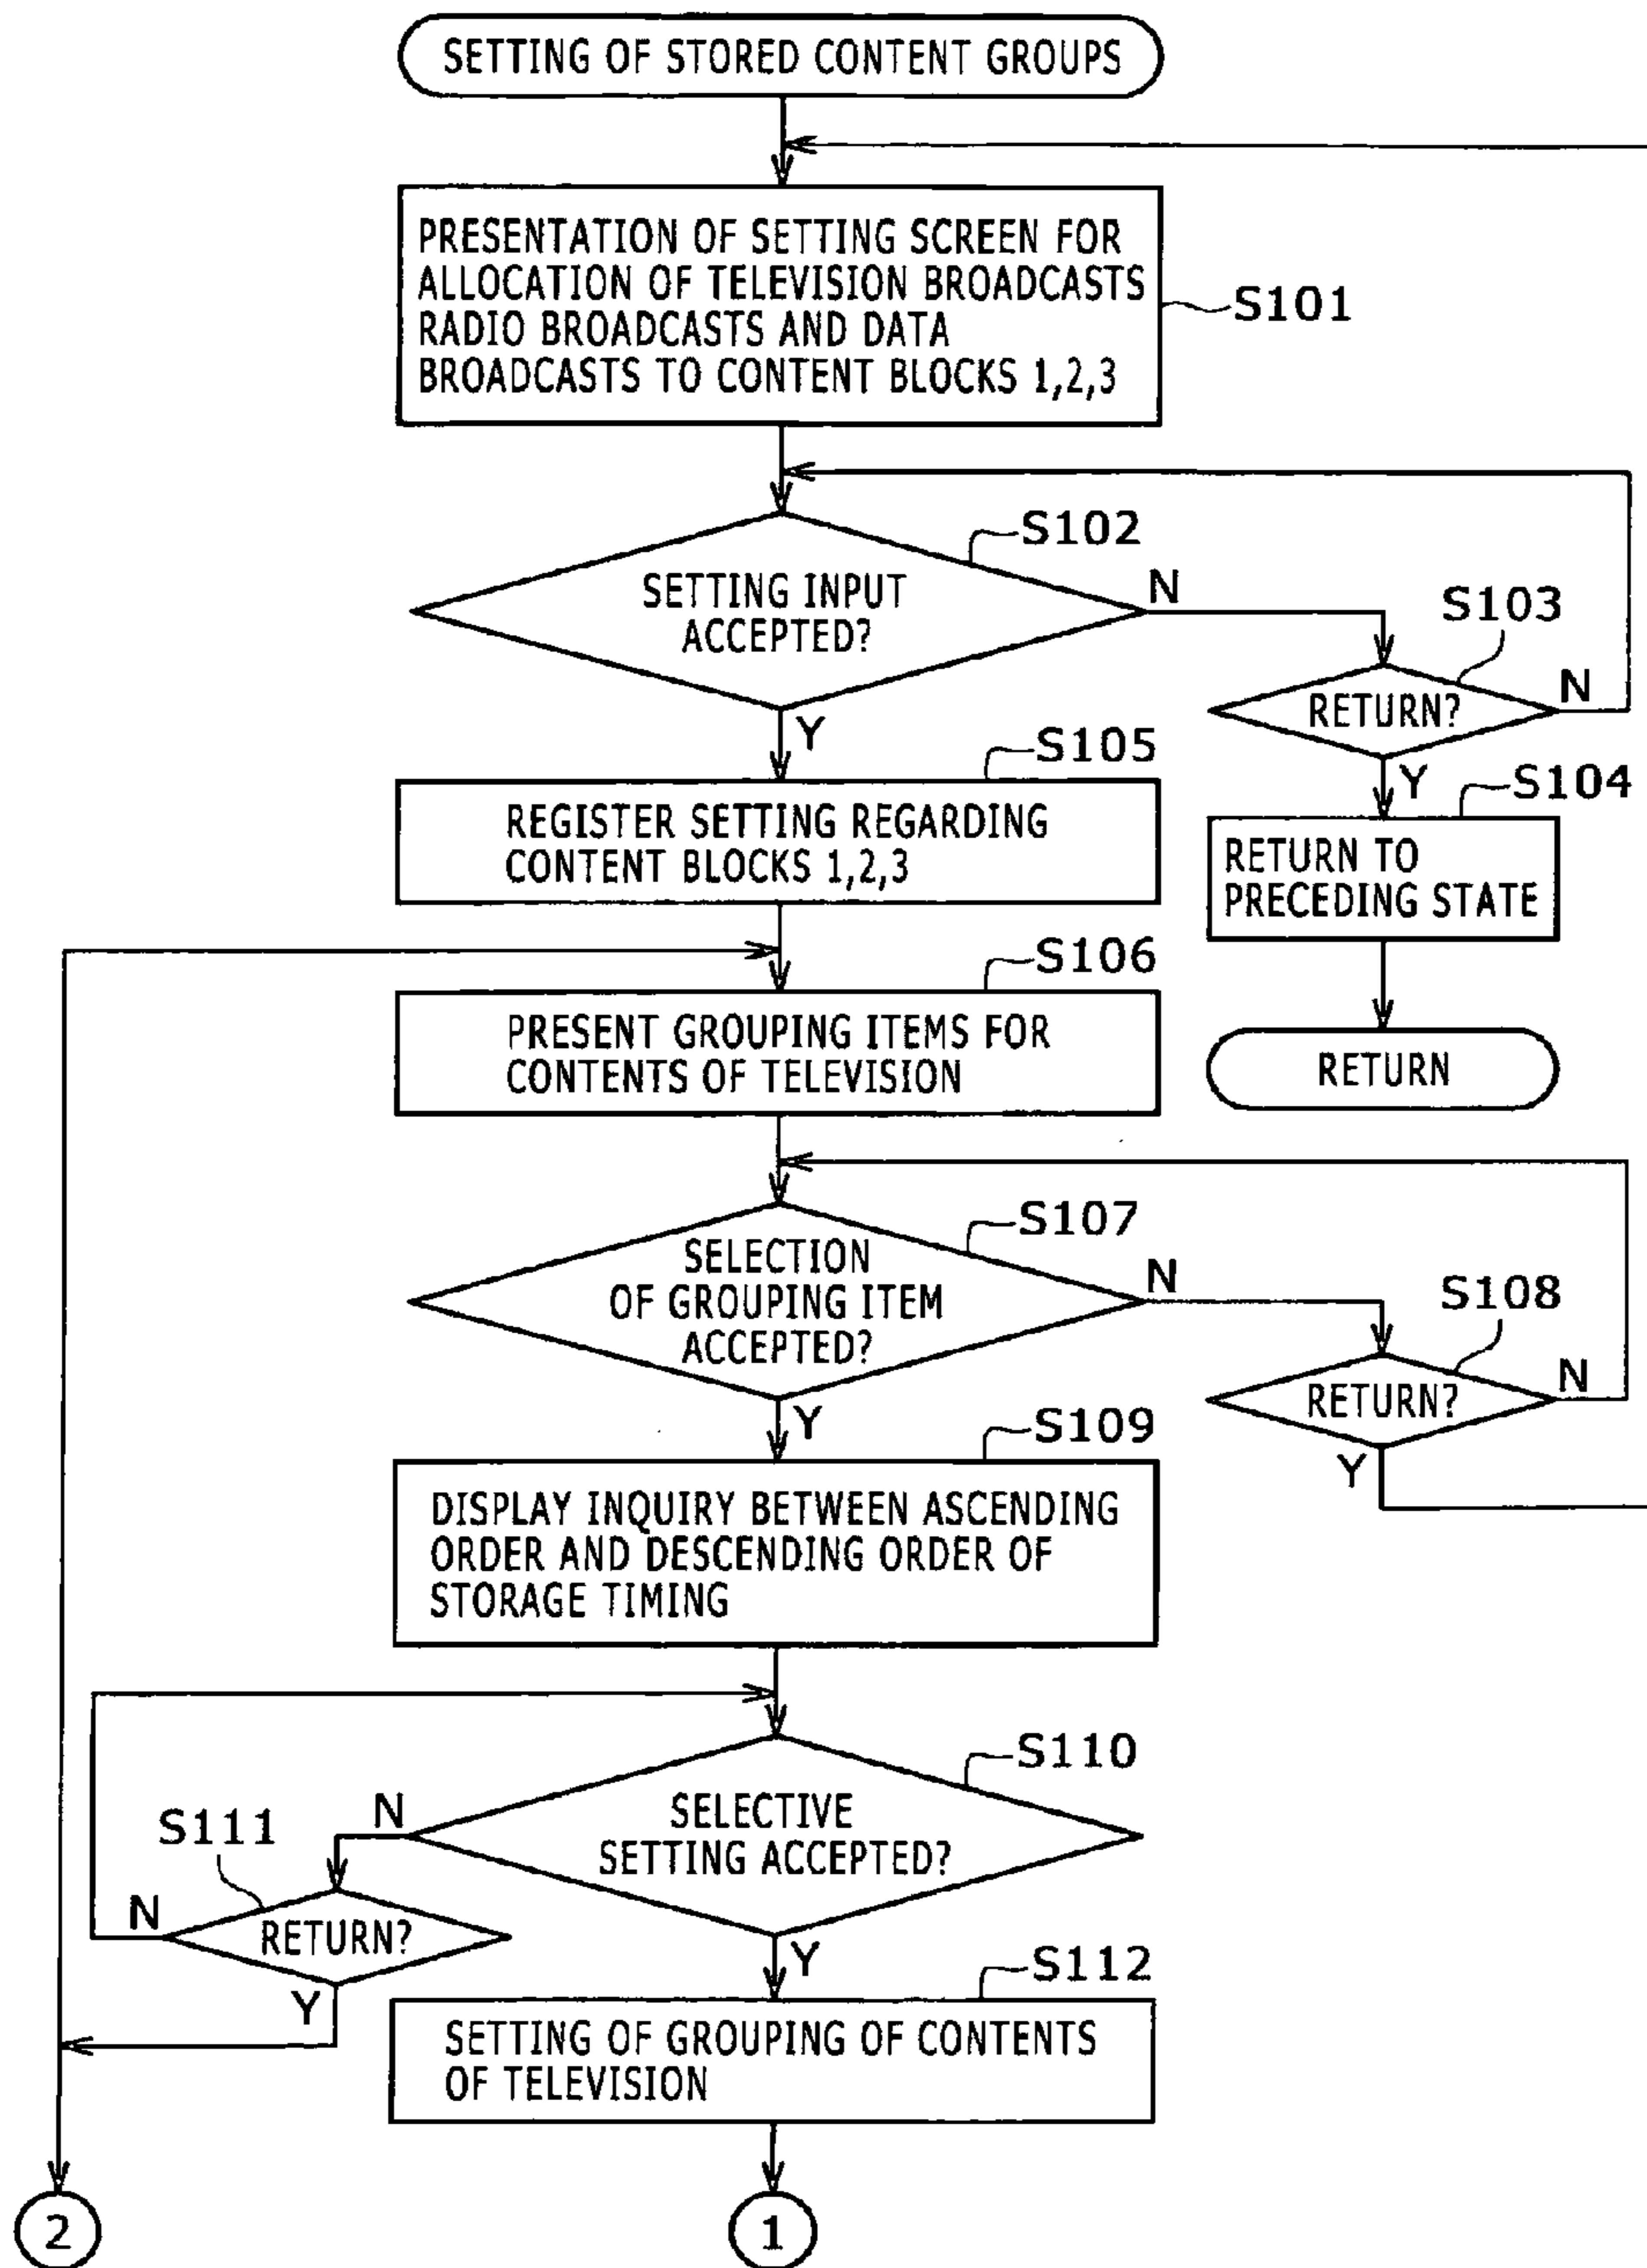 SETTING OF STORED CONTENT GROUPS
PRESENTATION OF SETTING SCREEN FOR
ALLOCATION OF TELEVISION BROADCASTS
RADIO BROADCASTS AND DATA
BROADCASTS TO CONTENT BLOCKS 1,2,3
S101
S102
SETTING INPUT
ACCEPTED?
N
Y
S103
RETURN?
N
Y
S104
RETURN TO
PRECEDING STATE
RETURN
S105
REGISTER SETTING REGARDING
CONTENT BLOCKS 1,2,3
S106
PRESENT GROUPING ITEMS FOR
CONTENTS OF TELEVISION
S107
SELECTION
OF GROUPING ITEM
ACCEPTED?
N
Y
S108
RETURN?
N
Y
S109
DISPLAY INQUIRY BETWEEN ASCENDING
ORDER AND DESCENDING ORDER OF
STORAGE TIMING
S110
SELECTIVE
SETTING ACCEPTED?
N
Y
S111
RETURN?
N
Y
S112
SETTING OF GROUPING OF CONTENTS
OF TELEVISION
2
1